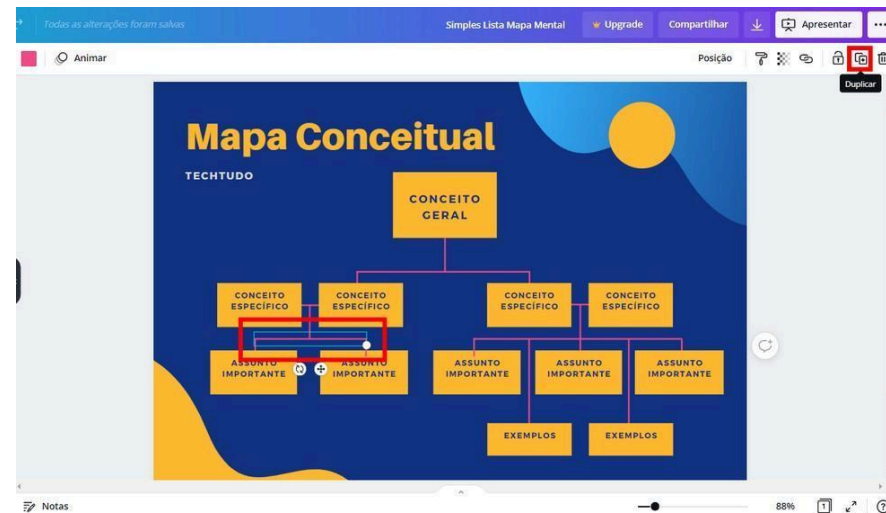 Todas as alterações foram salvas
Simples Lista Mapa Mental
Upgrade
Compartilhar
Apresentar
Animar
Posição
Duplicar
Mapa Conceitual
TECHTUDO
CONCEITO
GERAL
CONCEITO
ESPECÍFICO
CONCEITO
ESPECÍFICO
CONCEITO
ESPECÍFICO
CONCEITO
ESPECÍFICO
ASSUNTO
IMPORTANTE
ASSUNTO
IMPORTANTE
ASSUNTO
IMPORTANTE
ASSUNTO
IMPORTANTE
ASSUNTO
IMPORTANTE
EXEMPLOS
EXEMPLOS
Notas
88%
1